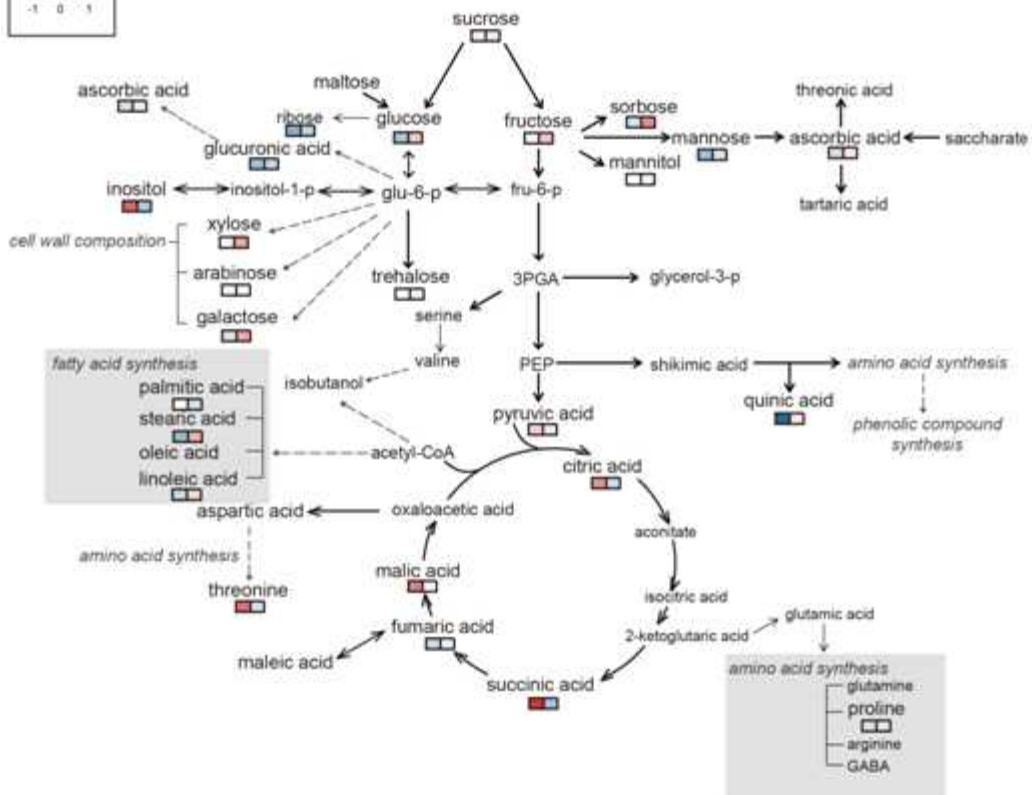 -1 0 1
sucrose
ascorbic acid
maltose
threonic acid
ribose
glucose
fructose
sorbose
mannose
ascorbic acid
saccharate
glucuronic acid
mannitol
inositol
inositol-1-p
glu-6-p
fru-6-p
tartaric acid
xylose
cell wall composition
arabinose
trehalose
3PGA
glycerol-3-p
galactose
serine
fatty acid synthesis
valine
PEP
shikimic acid
amino acid synthesis
isobutanol
palmitic acid
quinic acid
stearic acid
pyruvic acid
phenolic compound
synthesis
oleic acid
acetyl-CoA
citric acid
linoleic acid
aspartic acid
oxaloacetic acid
aconitate
amino acid synthesis
malic acid
threonine
isocitric acid
glutamic acid
fumaric acid
2-ketoglutaric acid
maleic acid
amino acid synthesis
succinic acid
glutamine
proline
arginine
GABA